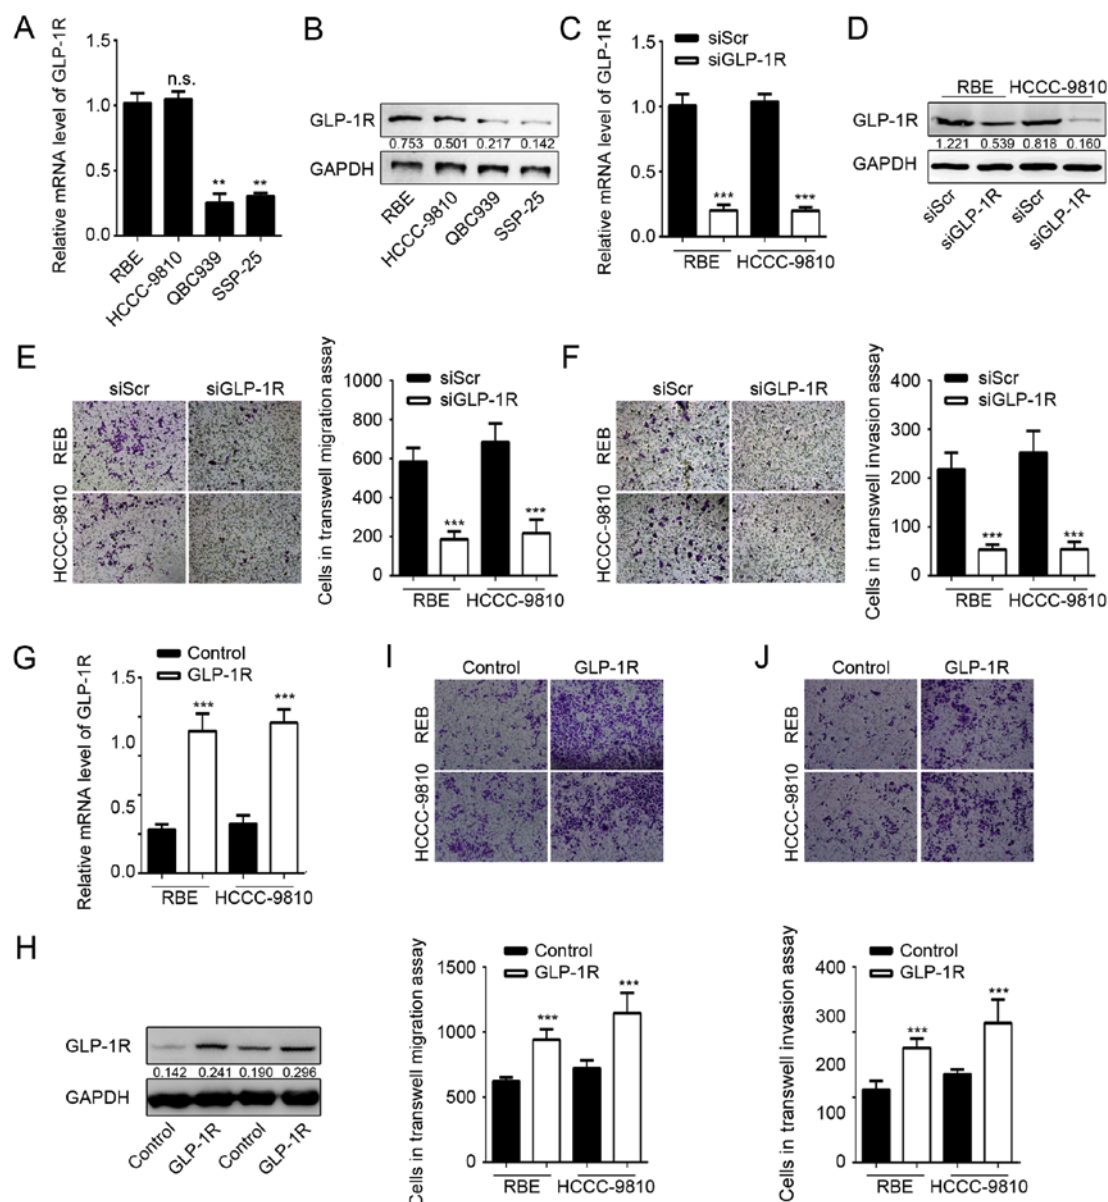 A
Relative mRNA level of GLP-1R
1.5
1.0
0.5
0.0
n.s.
**
**
RBE
HCCC-9810
QBC939
SSP-25
B
GLP-1R
0.753 0.501 0.217 0.142
GAPDH
RBE
HCCC-9810
QBC939
SSP-25
C
siScr
siGLP-1R
Relative mRNA level of GLP-1R
1.5
1.0
0.5
0.0
***
***
RBE HCCC-9810
D
RBE HCCC-9810
GLP-1R
1.221 0.539 0.818 0.160
GAPDH
siScr
siGLP-1R
siScr
siGLP-1R
E
siScr siGLP-1R
REB
HCCC-9810
Cells in transwell migration assay
siScr
siGLP-1R
1000
800
600
400
200
0
***
***
RBE HCCC-9810
F
siScr siGLP-1R
REB
HCCC-9810
Cells in transwell invasion assay
siScr
siGLP-1R
400
300
200
100
0
***
***
RBE HCCC-9810
G
Control
GLP-1R
Relative mRNA level of GLP-1R
1.5
1.0
0.5
0.0
***
***
RBE HCCC-9810
I
Control GLP-1R
REB
HCCC-9810
J
Control GLP-1R
REB
HCCC-9810
H
GLP-1R
0.142 0.241 0.190 0.296
GAPDH
Control
GLP-1R
Control
GLP-1R
Control
GLP-1R
Cells in transwell migration assay
1500
1000
500
0
***
***
RBE HCCC-9810
Control
GLP-1R
Cells in transwell invasion assay
400
300
200
100
0
***
***
RBE HCCC-9810